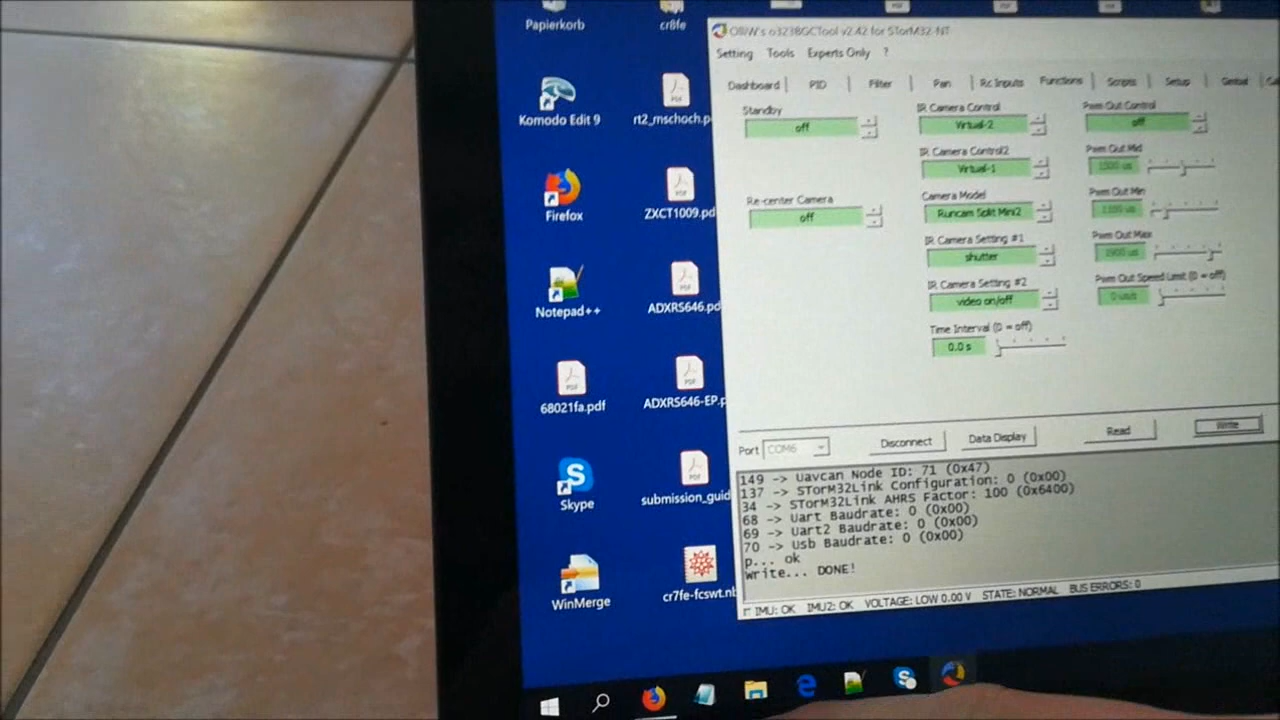 Papierkorb
cr8fe
Komodo Edit 9
rt2_mschoch.p
Firefox
ZXCT1009.pd
Notepad++
ADXRS646.pd
68021fa.pdf
ADXRS646-EP.p
Skype
submission_guid
WinMerge
cr7fe-fcswt.nb
OlliW's o323BGCTool v2.42 for STorM32-NT
Setting Tools Experts Only ?
Dashboard PID Filter Pan Rc Inputs Functions Scripts Setup Gimbal
Standby
off
Re-center Camera
off
IR Camera Control
Virtual-2
IR Camera Control2
Virtual-1
Camera Model
Runcam Split Mini2
IR Camera Setting #1
shutter
IR Camera Setting #2
video on/off
Time Interval (0 = off)
0.0 s
Pwm Out Control
off
Pwm Out Mid
1500 us
Pwm Out Min
1100 us
Pwm Out Max
1900 us
Pwm Out Speed Limit (0 = off)
0 us/s
Port COM6 Disconnect Data Display Read Write
149 -> Uavcan Node ID: 71 (0x47)
137 -> STorM32Link Configuration: 0 (0x00)
34 -> STorM32Link AHRS Factor: 100 (0x6400)
68 -> Uart Baudrate: 0 (0x00)
69 -> Uart2 Baudrate: 0 (0x00)
70 -> Usb Baudrate: 0 (0x00)
p... ok
Write... DONE!
IMU: OK IMU2: OK VOLTAGE: LOW 0.00 V STATE: NORMAL BUS ERRORS: 0